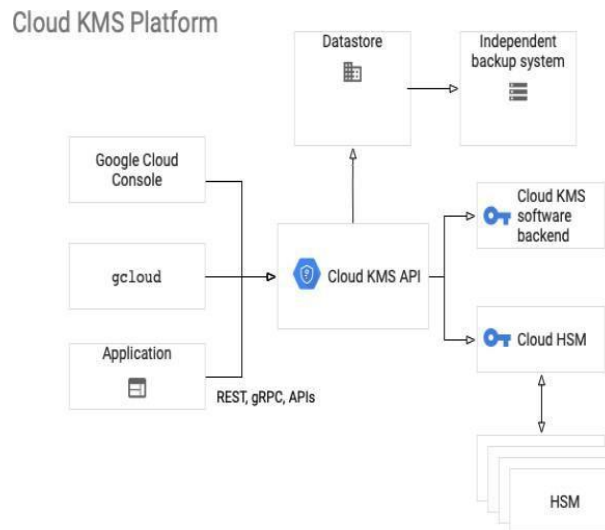 Cloud KMS Platform
Datastore
Independent
backup system
Google Cloud
Console
Cloud KMS
software
backend
gcloud
Cloud KMS API
Application
Cloud HSM
REST, gRPC, APIs
HSM